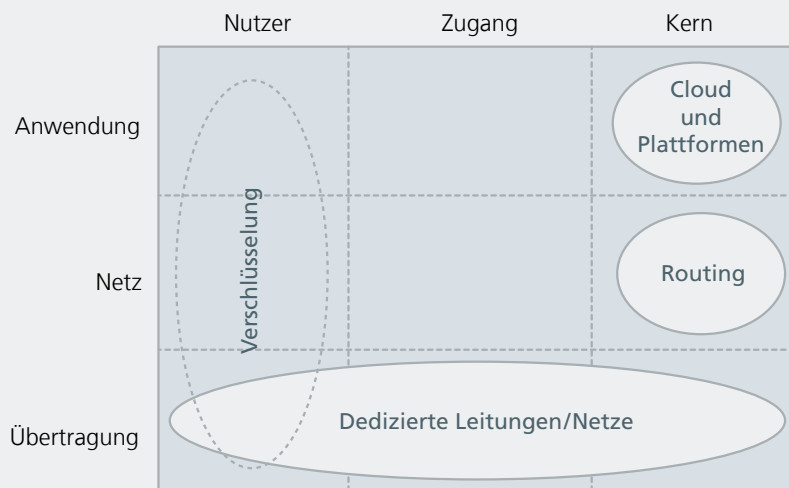 Nutzer
Zugang
Kern
Anwendung
Cloud
und
Plattformen
Verschlüsselung
Netz
Routing
Übertragung
Dedizierte Leitungen/Netze